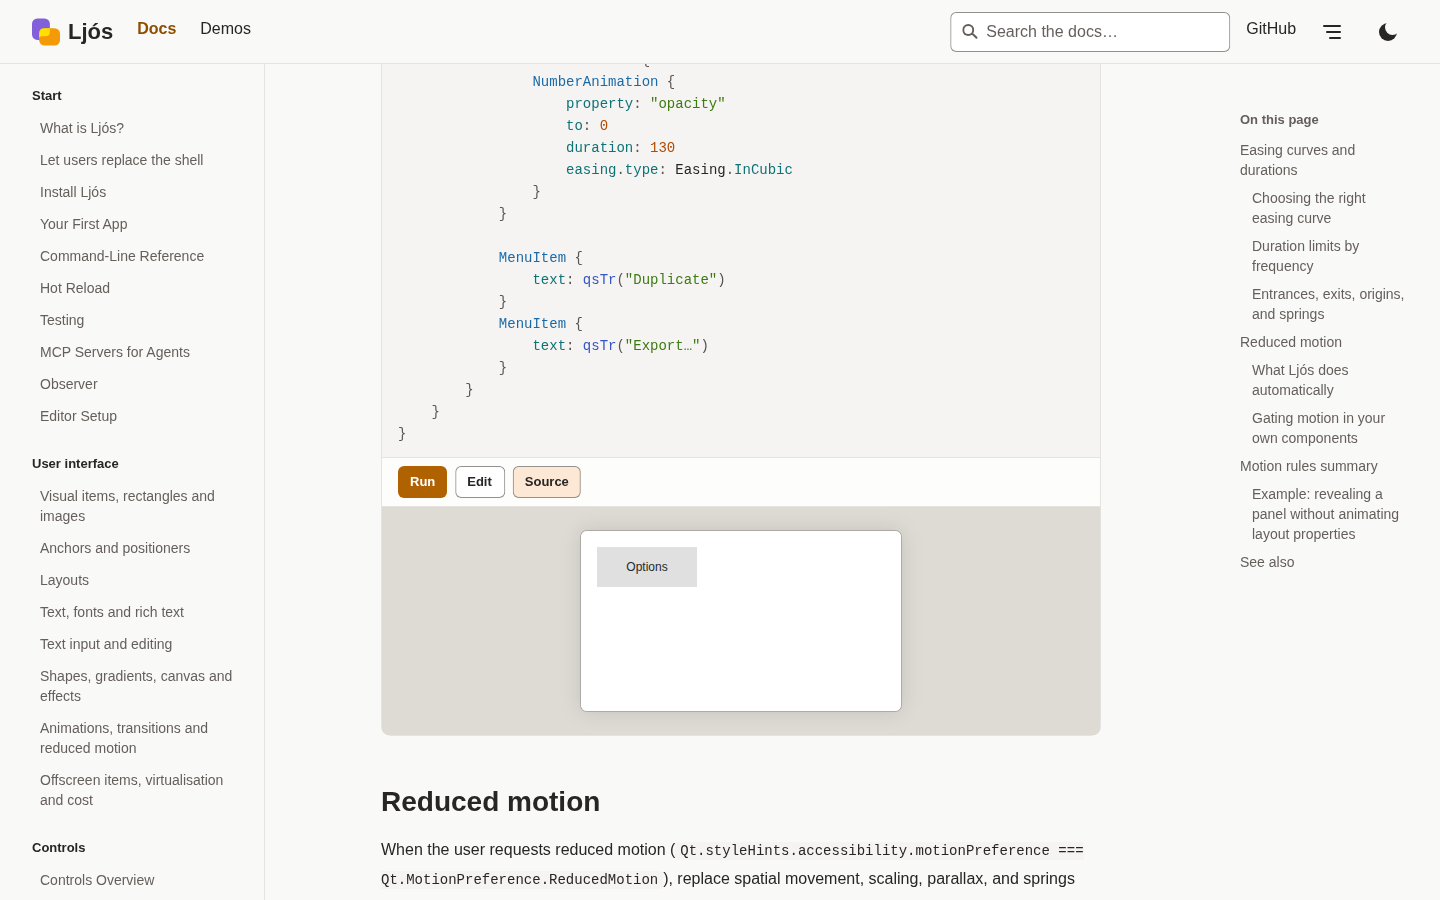 Ljós
Docs
Demos
Search the docs…
GitHub
Start
What is Ljós?
Let users replace the shell
Install Ljós
Your First App
Command-Line Reference
Hot Reload
Testing
MCP Servers for Agents
Observer
Editor Setup
User interface
Visual items, rectangles and
images
Anchors and positioners
Layouts
Text, fonts and rich text
Text input and editing
Shapes, gradients, canvas and
effects
Animations, transitions and
reduced motion
Offscreen items, virtualisation
and cost
Controls
Controls Overview
NumberAnimation {
property: "opacity"
to: 0
duration: 130
easing.type: Easing.InCubic
}
}
MenuItem {
text: qsTr("Duplicate")
}
MenuItem {
text: qsTr("Export…")
}
}
}
}
Run
Edit
Source
Options
Reduced motion
When the user requests reduced motion ( Qt.styleHints.accessibility.motionPreference ===
Qt.MotionPreference.ReducedMotion ), replace spatial movement, scaling, parallax, and springs
On this page
Easing curves and
durations
Choosing the right
easing curve
Duration limits by
frequency
Entrances, exits, origins,
and springs
Reduced motion
What Ljós does
automatically
Gating motion in your
own components
Motion rules summary
Example: revealing a
panel without animating
layout properties
See also